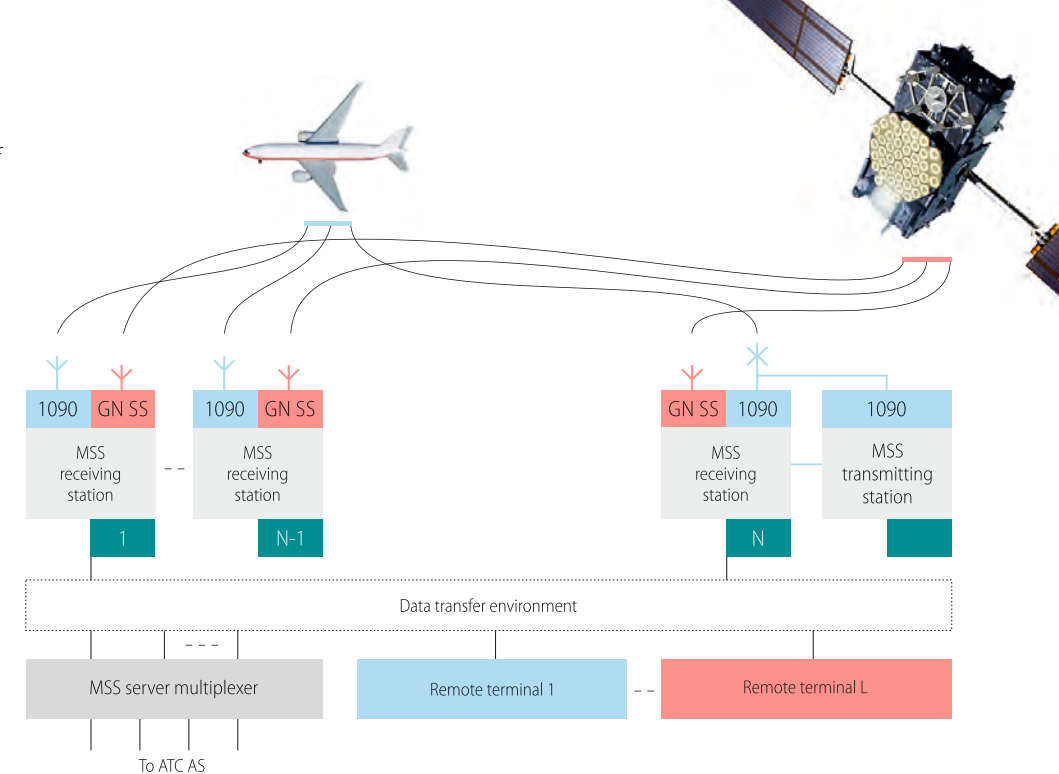 1090
GN SS
1090
GN SS
GN SS
1090
1090
MSS
receiving
station
MSS
receiving
station
MSS
receiving
station
MSS
transmitting
station
1
N-1
N
Data transfer environment
MSS server multiplexer
Remote terminal 1
Remote terminal L
To ATC AS